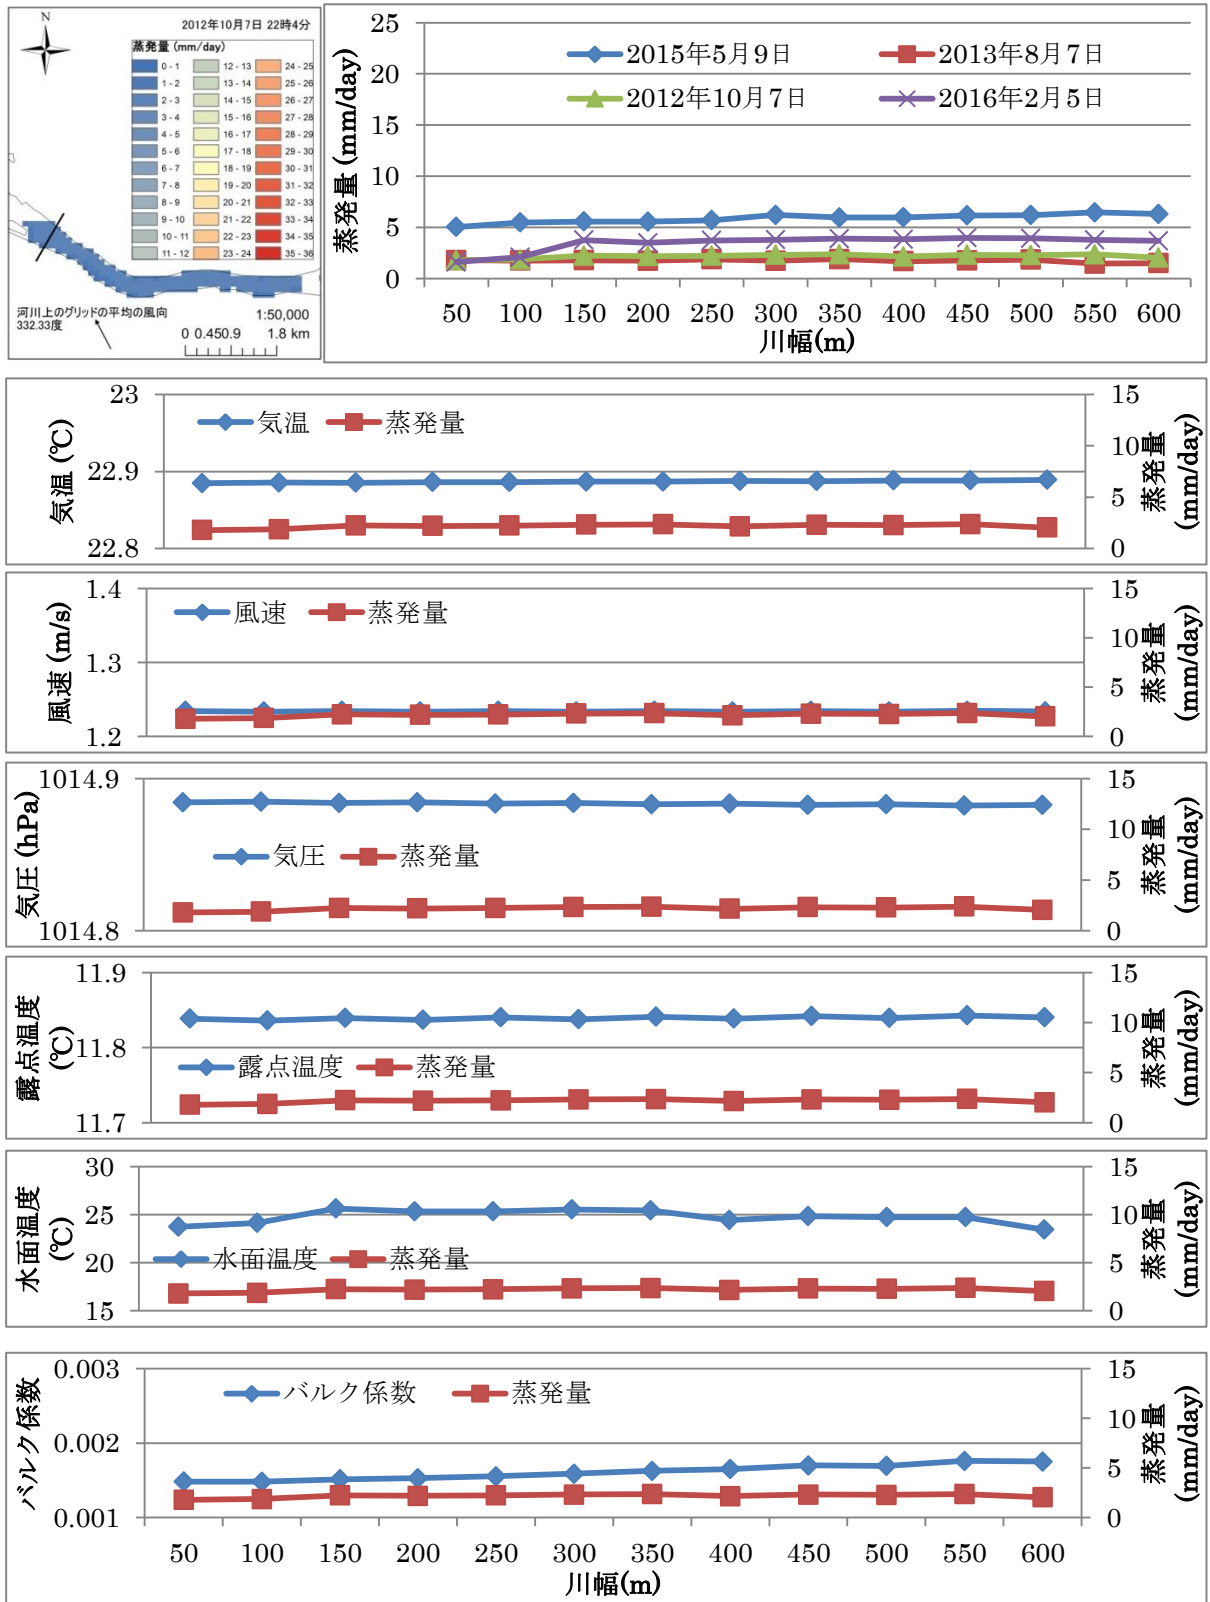 N
2012年10月7日 22時4分
蒸発量 (mm/day)
0 - 1 12 - 13 24 - 25
1 - 2 13 - 14 25 - 26
2 - 3 14 - 15 26 - 27
3 - 4 15 - 16 27 - 28
4 - 5 16 - 17 28 - 29
5 - 6 17 - 18 29 - 30
6 - 7 18 - 19 30 - 31
7 - 8 19 - 20 31 - 32
8 - 9 20 - 21 32 - 33
9 - 10 21 - 22 33 - 34
10 - 11 22 - 23 34 - 35
11 - 12 23 - 24 35 - 36
河川上のグリッドの平均の風向
332.33度
1:50,000
0 0.450.9 1.8 km
蒸発量 (mm/day)
25
20
15
10
5
0
2015年5月9日 2013年8月7日
2012年10月7日 2016年2月5日
50 100 150 200 250 300 350 400 450 500 550 600
川幅(m)
気温 (℃)
23
22.9
22.8
気温 蒸発量
15
10
5
0
蒸発量
(mm/day)
風速 (m/s)
1.4
1.3
1.2
風速 蒸発量
15
10
5
0
蒸発量
(mm/day)
気圧 (hPa)
1014.9
1014.8
気圧 蒸発量
15
10
5
0
蒸発量
(mm/day)
露点温度
(℃)
11.9
11.8
11.7
露点温度 蒸発量
15
10
5
0
蒸発量
(mm/day)
水面温度
(℃)
30
25
20
15
水面温度 蒸発量
15
10
5
0
蒸発量
(mm/day)
バルク係数
0.003
0.002
0.001
バルク係数 蒸発量
15
10
5
0
蒸発量
(mm/day)
50 100 150 200 250 300 350 400 450 500 550 600
川幅(m)